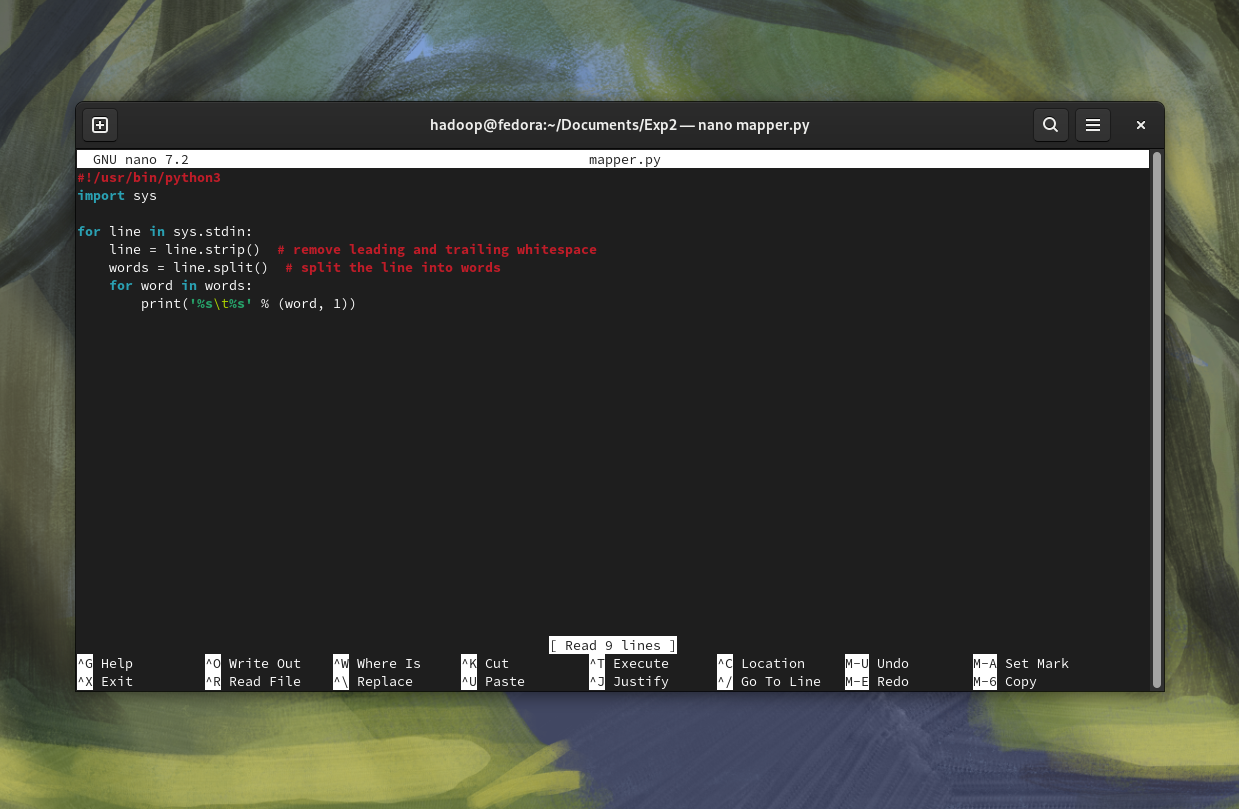 hadoop@fedora:~/Documents/Exp2 — nano mapper.py
GNU nano 7.2 mapper.py
#!/usr/bin/python3
import sys

for line in sys.stdin:
    line = line.strip()  # remove leading and trailing whitespace
    words = line.split()  # split the line into words
    for word in words:
        print('%s\t%s' % (word, 1))
[ Read 9 lines ]
^G Help ^O Write Out ^W Where Is ^K Cut ^T Execute ^C Location M-U Undo M-A Set Mark
^X Exit ^R Read File ^\ Replace ^U Paste ^J Justify ^/ Go To Line M-E Redo M-6 Copy